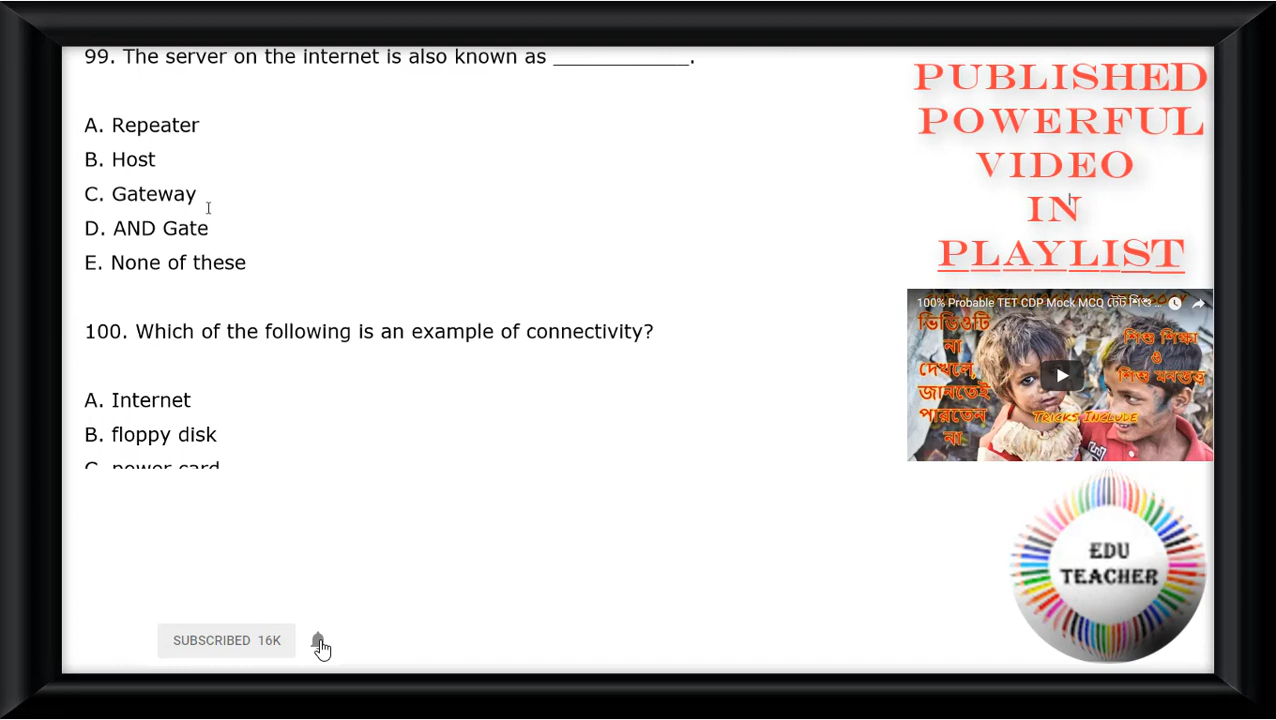 99. The server on the internet is also known as ____________.
A. Repeater
B. Host
C. Gateway
D. AND Gate
E. None of these
100. Which of the following is an example of connectivity?
A. Internet
B. floppy disk
C. power card
PUBLISHED
POWERFUL
VIDEO
IN
PLAYLIST
100% Probable TET CDP Mock MCQ টেট শিশু ...
ভিডিওটি
না
দেখলে,
জানতেই
পারতেন
না
শিশু শিক্ষা
ও
শিশু মনস্তত্ত্ব
TRICKS INCLUDE
EDU
TEACHER
SUBSCRIBED 16K